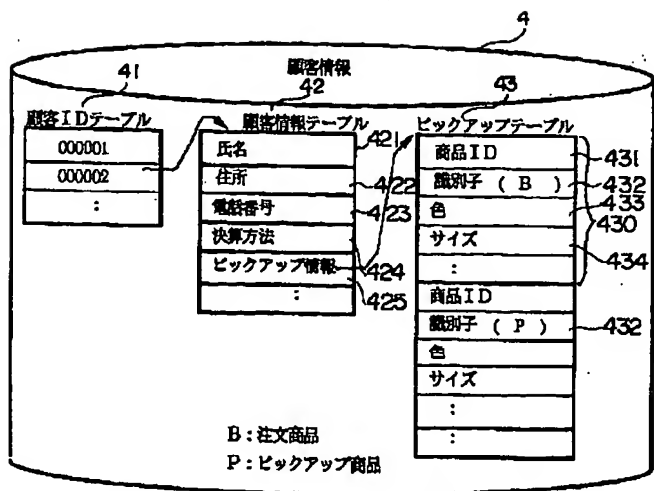 4
顧客情報
41
42
43
顧客IDテーブル
顧客情報テーブル
ピックアップテーブル
000001
000002
:
氏名
421
住所
422
電話番号
423
決算方法
424
ピックアップ情報
425
:
商品ID
431
識別子 ( B )
432
色
433
430
サイズ
434
:
商品ID
識別子 ( P )
432
色
サイズ
:
:
B:注文商品
P:ピックアップ商品